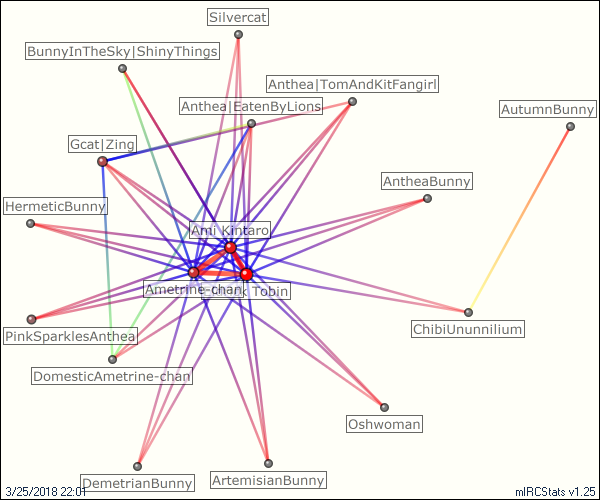 Silvercat
BunnyInTheSky|ShinyThings
Anthea|TomAndKitFangirl
Anthea|EatenByLions
AutumnBunny
Gcat|Zing
AntheaBunny
HermeticBunny
Ami Kintaro
Ametrine-chan
Tobin
ChibiUnunnilium
PinkSparklesAnthea
DomesticAmetrine-chan
Oshwoman
DemetrianBunny
ArtemisianBunny
3/25/2018 22:01
mIRCStats v1.25